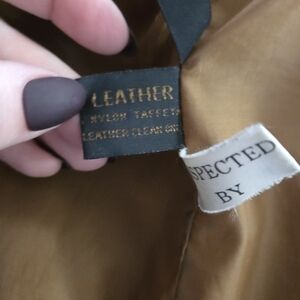 LEATHER
NYLON TAFFETA
LEATHER CLEAN ONLY
SPECTED
BY